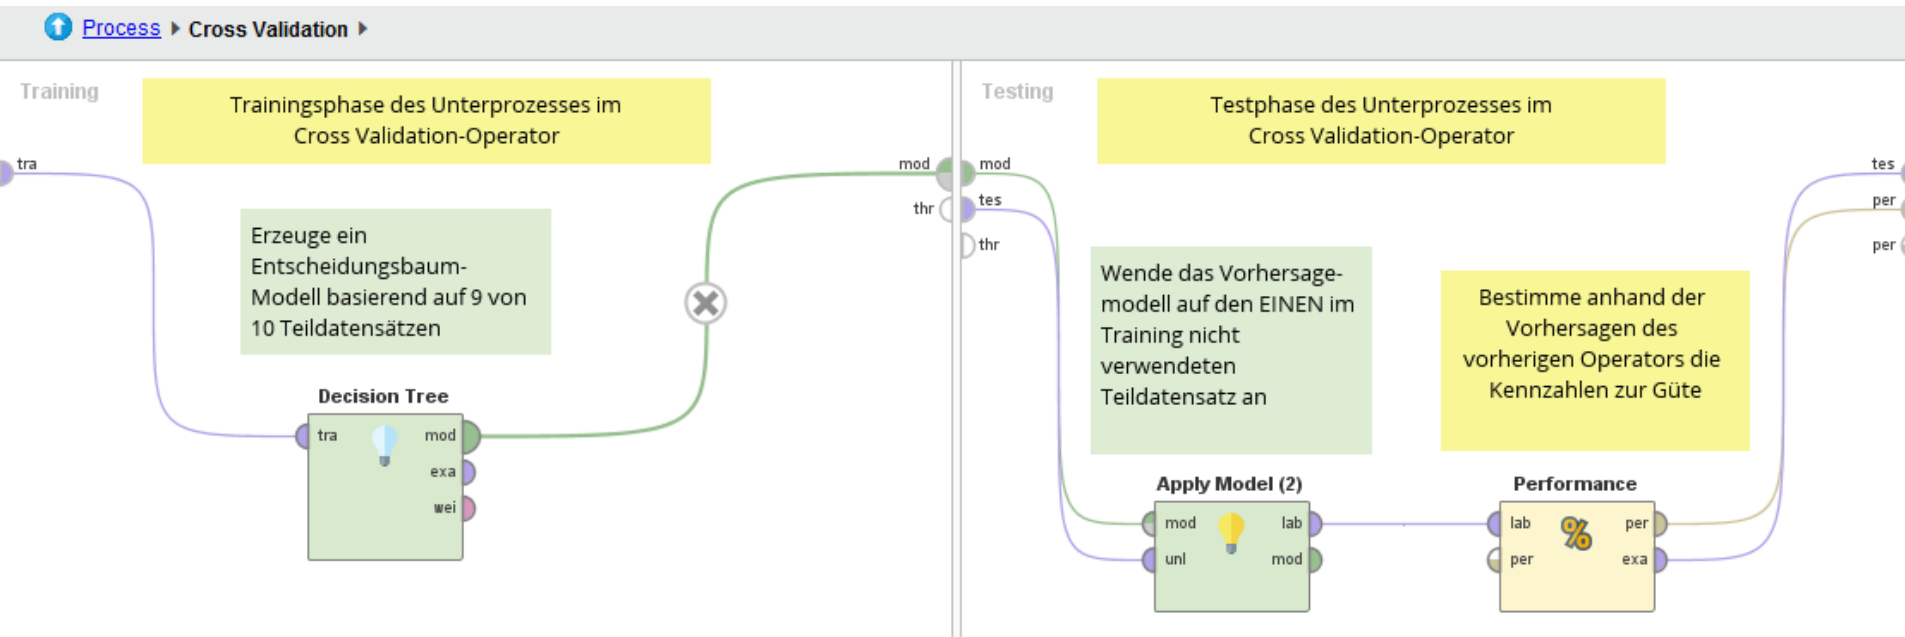 Process Cross Validation
Training
Trainingsphase des Unterprozesses im
Cross Validation-Operator
tra
mod
thr
Erzeuge ein
Entscheidungsbaum-
Modell basierend auf 9 von
10 Teildatensätzen
Decision Tree
tra mod
exa
wei
Testing
Testphase des Unterprozesses im
Cross Validation-Operator
mod
tes
thr
tes
per
per
Wende das Vorhersage-
modell auf den EINEN im
Training nicht
verwendeten
Teildatensatz an
Bestimme anhand der
Vorhersagen des
vorherigen Operators die
Kennzahlen zur Güte
Apply Model (2)
mod lab
unl mod
Performance
lab % per
per exa